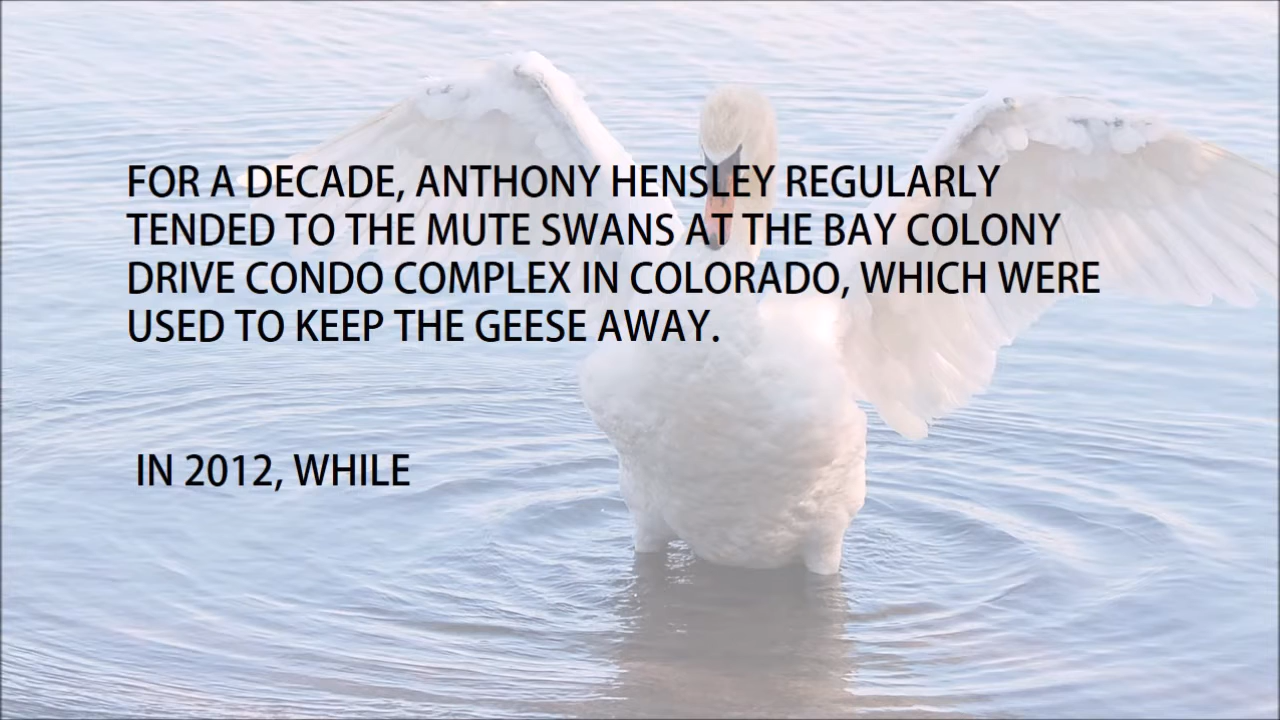 FOR A DECADE, ANTHONY HENSLEY REGULARLY
TENDED TO THE MUTE SWANS AT THE BAY COLONY
DRIVE CONDO COMPLEX IN COLORADO, WHICH WERE
USED TO KEEP THE GEESE AWAY.
IN 2012, WHILE